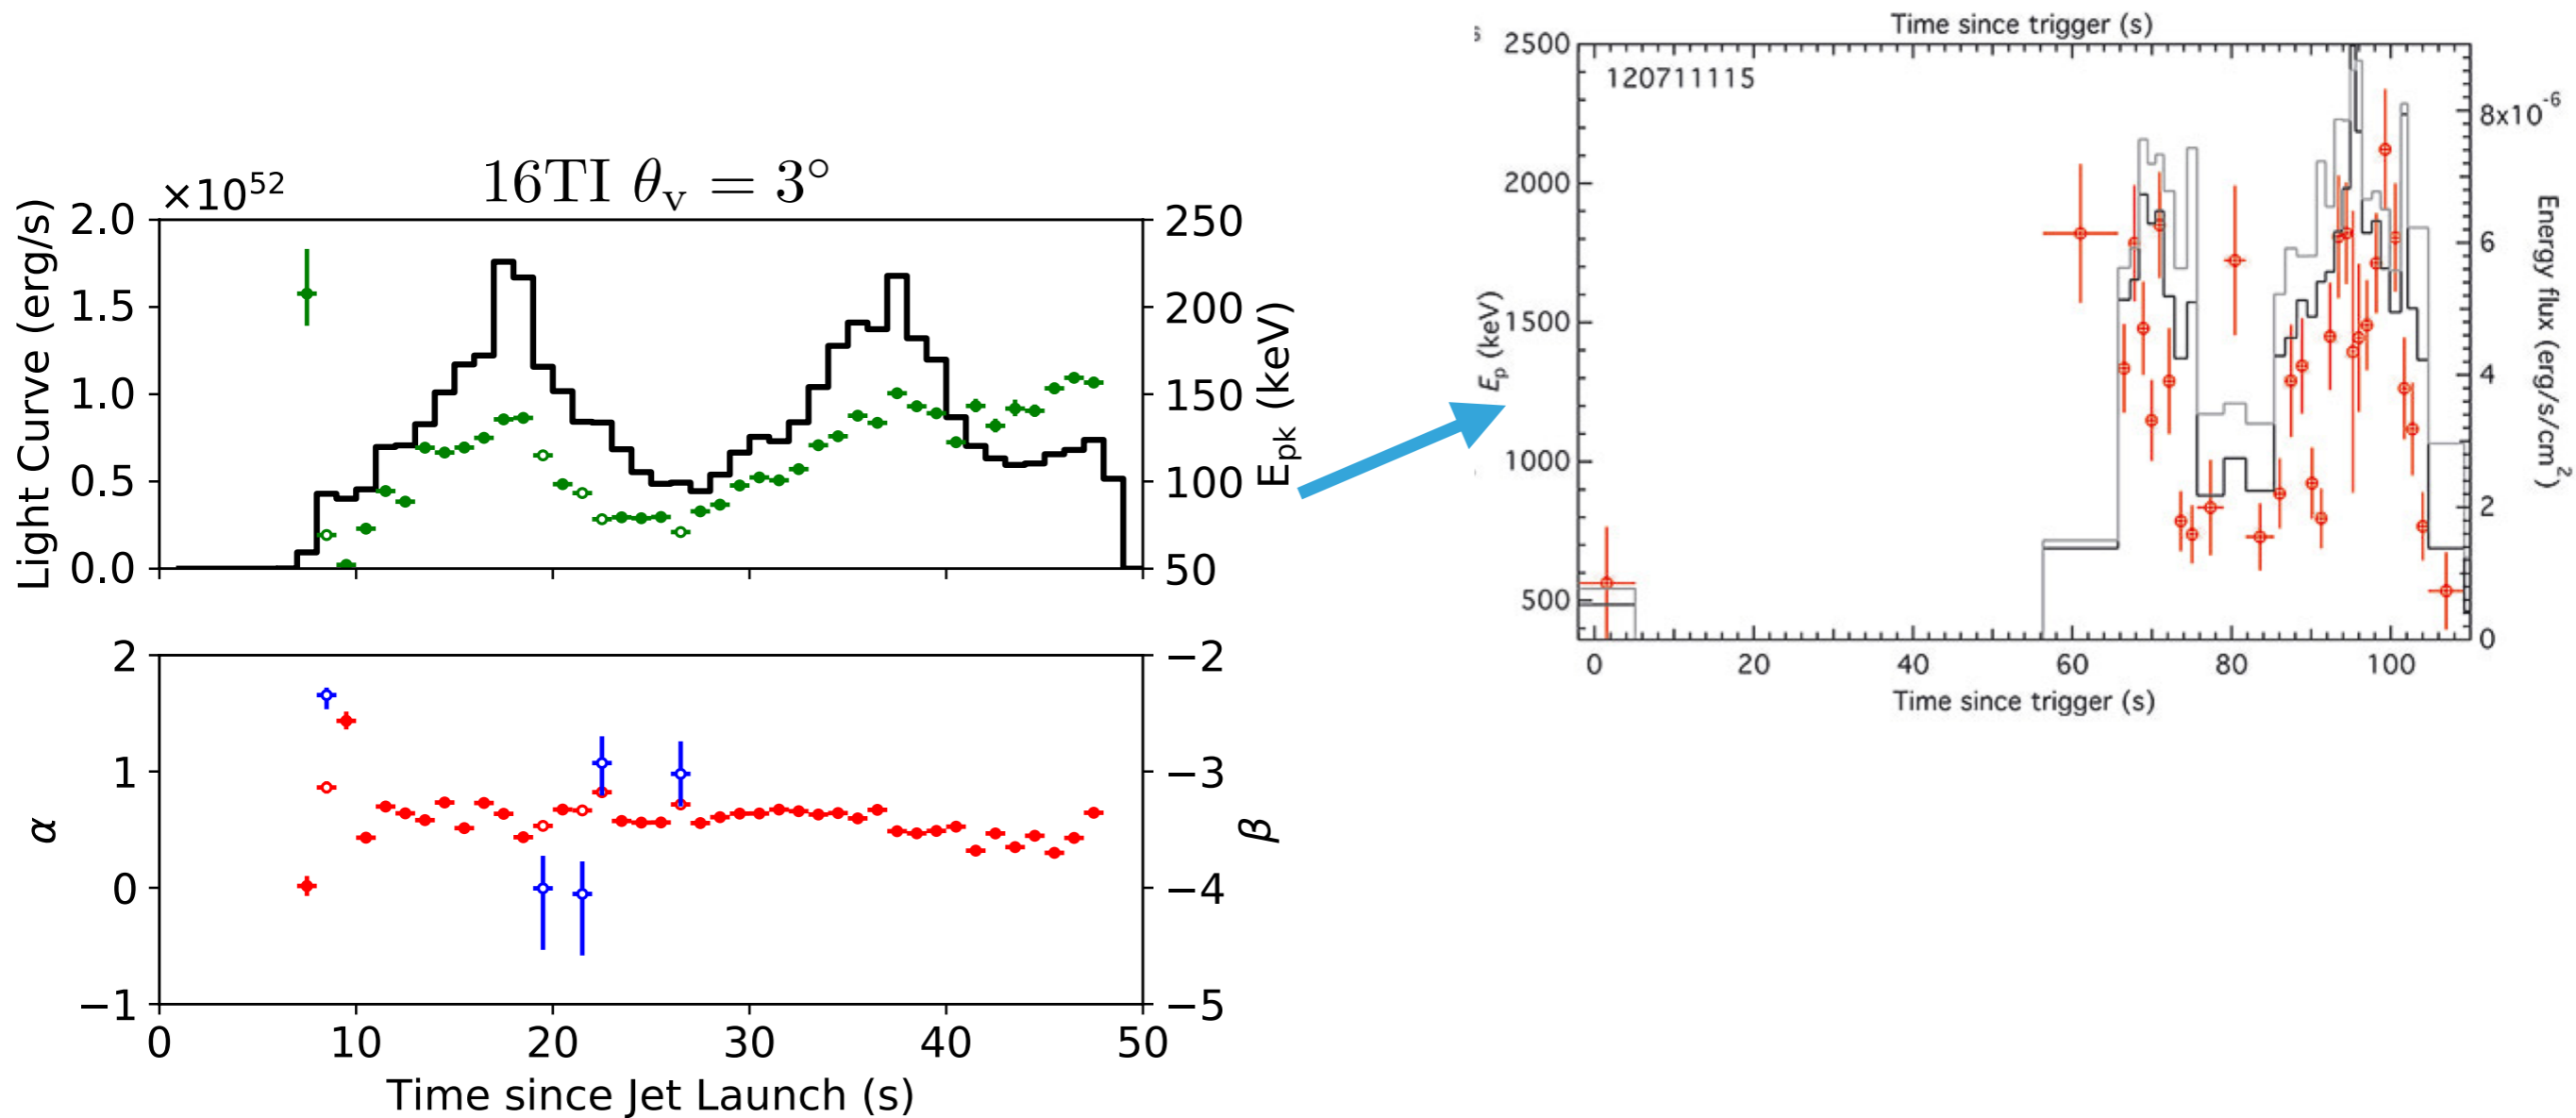 16TI θv = 3°
×10^52
2.0
1.5
1.0
0.5
0.0
Light Curve (erg/s)
250
200
150
100
50
Epk (keV)
2
1
0
−1
α
−2
−3
−4
−5
β
0 10 20 30 40 50
Time since Jet Launch (s)
Time since trigger (s)
120711115
2500
2000
1500
1000
500
Ep (keV)
8x10^-6
6
4
2
0
Energy flux (erg/s/cm^2)
0 20 40 60 80 100
Time since trigger (s)